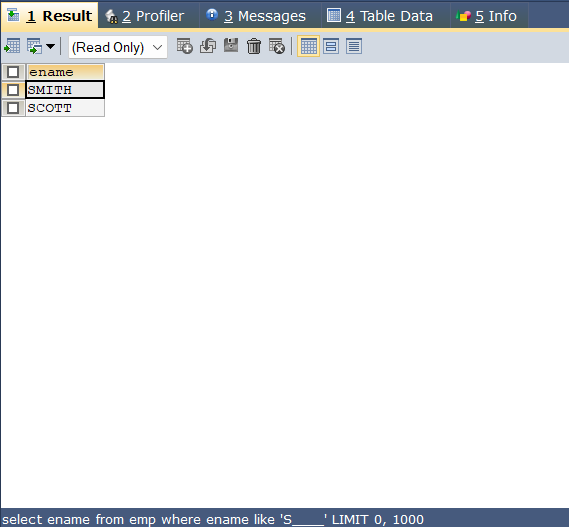 1 Result 2 Profiler 3 Messages 4 Table Data 5 Info
(Read Only)
ename
SMITH
SCOTT
select ename from emp where ename like 'S____' LIMIT 0, 1000